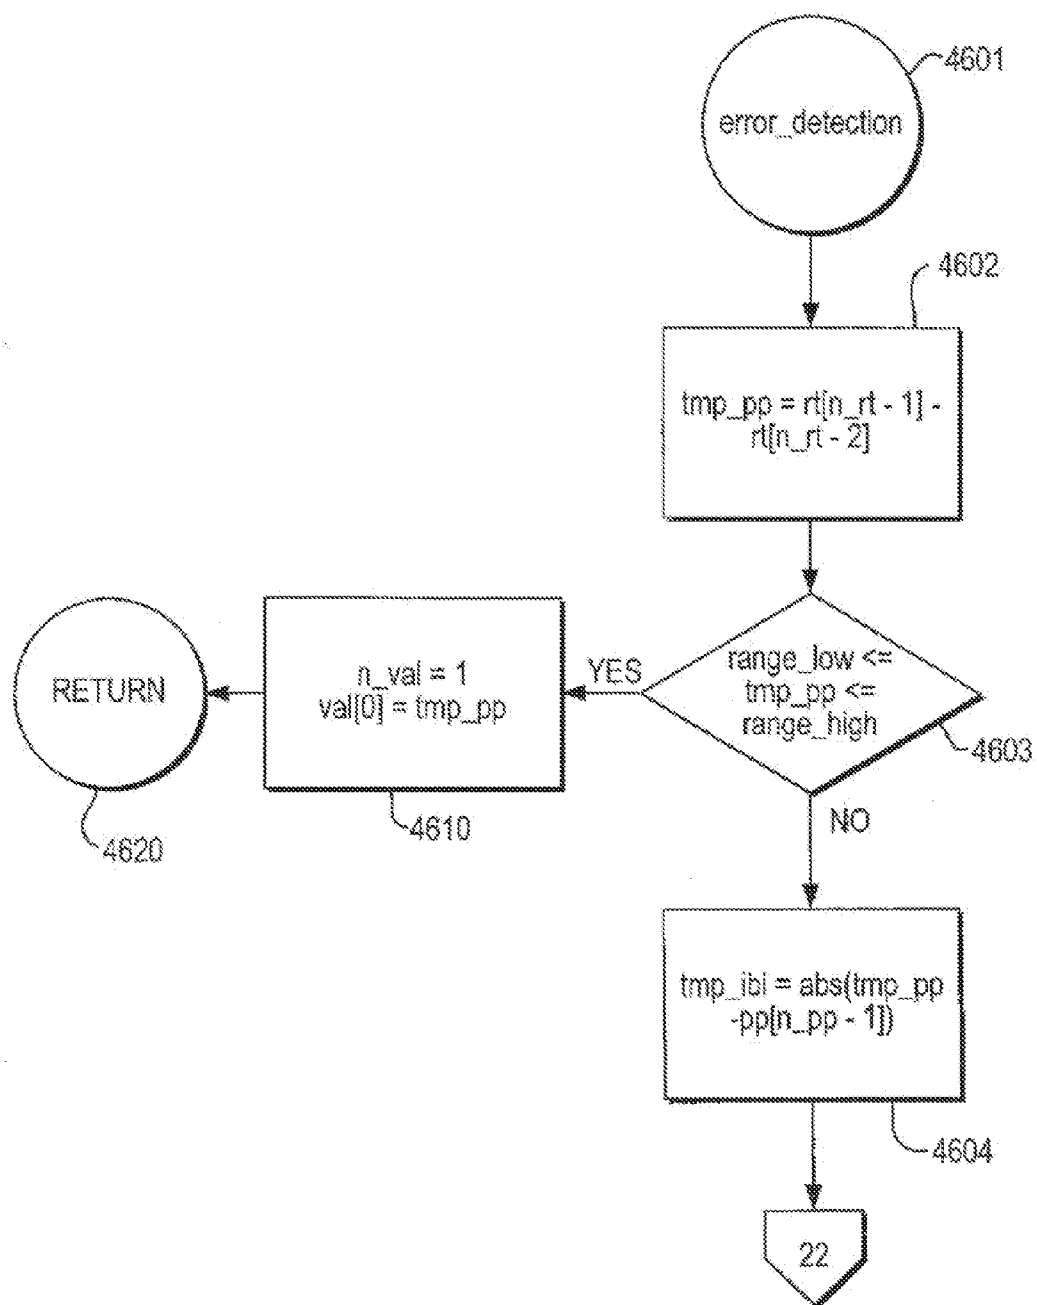 4601
error_detection
4602
tmp_pp = rt[n_rt - 1] -
rt[n_rt - 2]
range_low <=
tmp_pp <=
range_high
4603
YES
n_val = 1
val[0] = tmp_pp
4610
RETURN
4620
NO
tmp_ibi = abs(tmp_pp
-pp[n_pp - 1])
4604
22